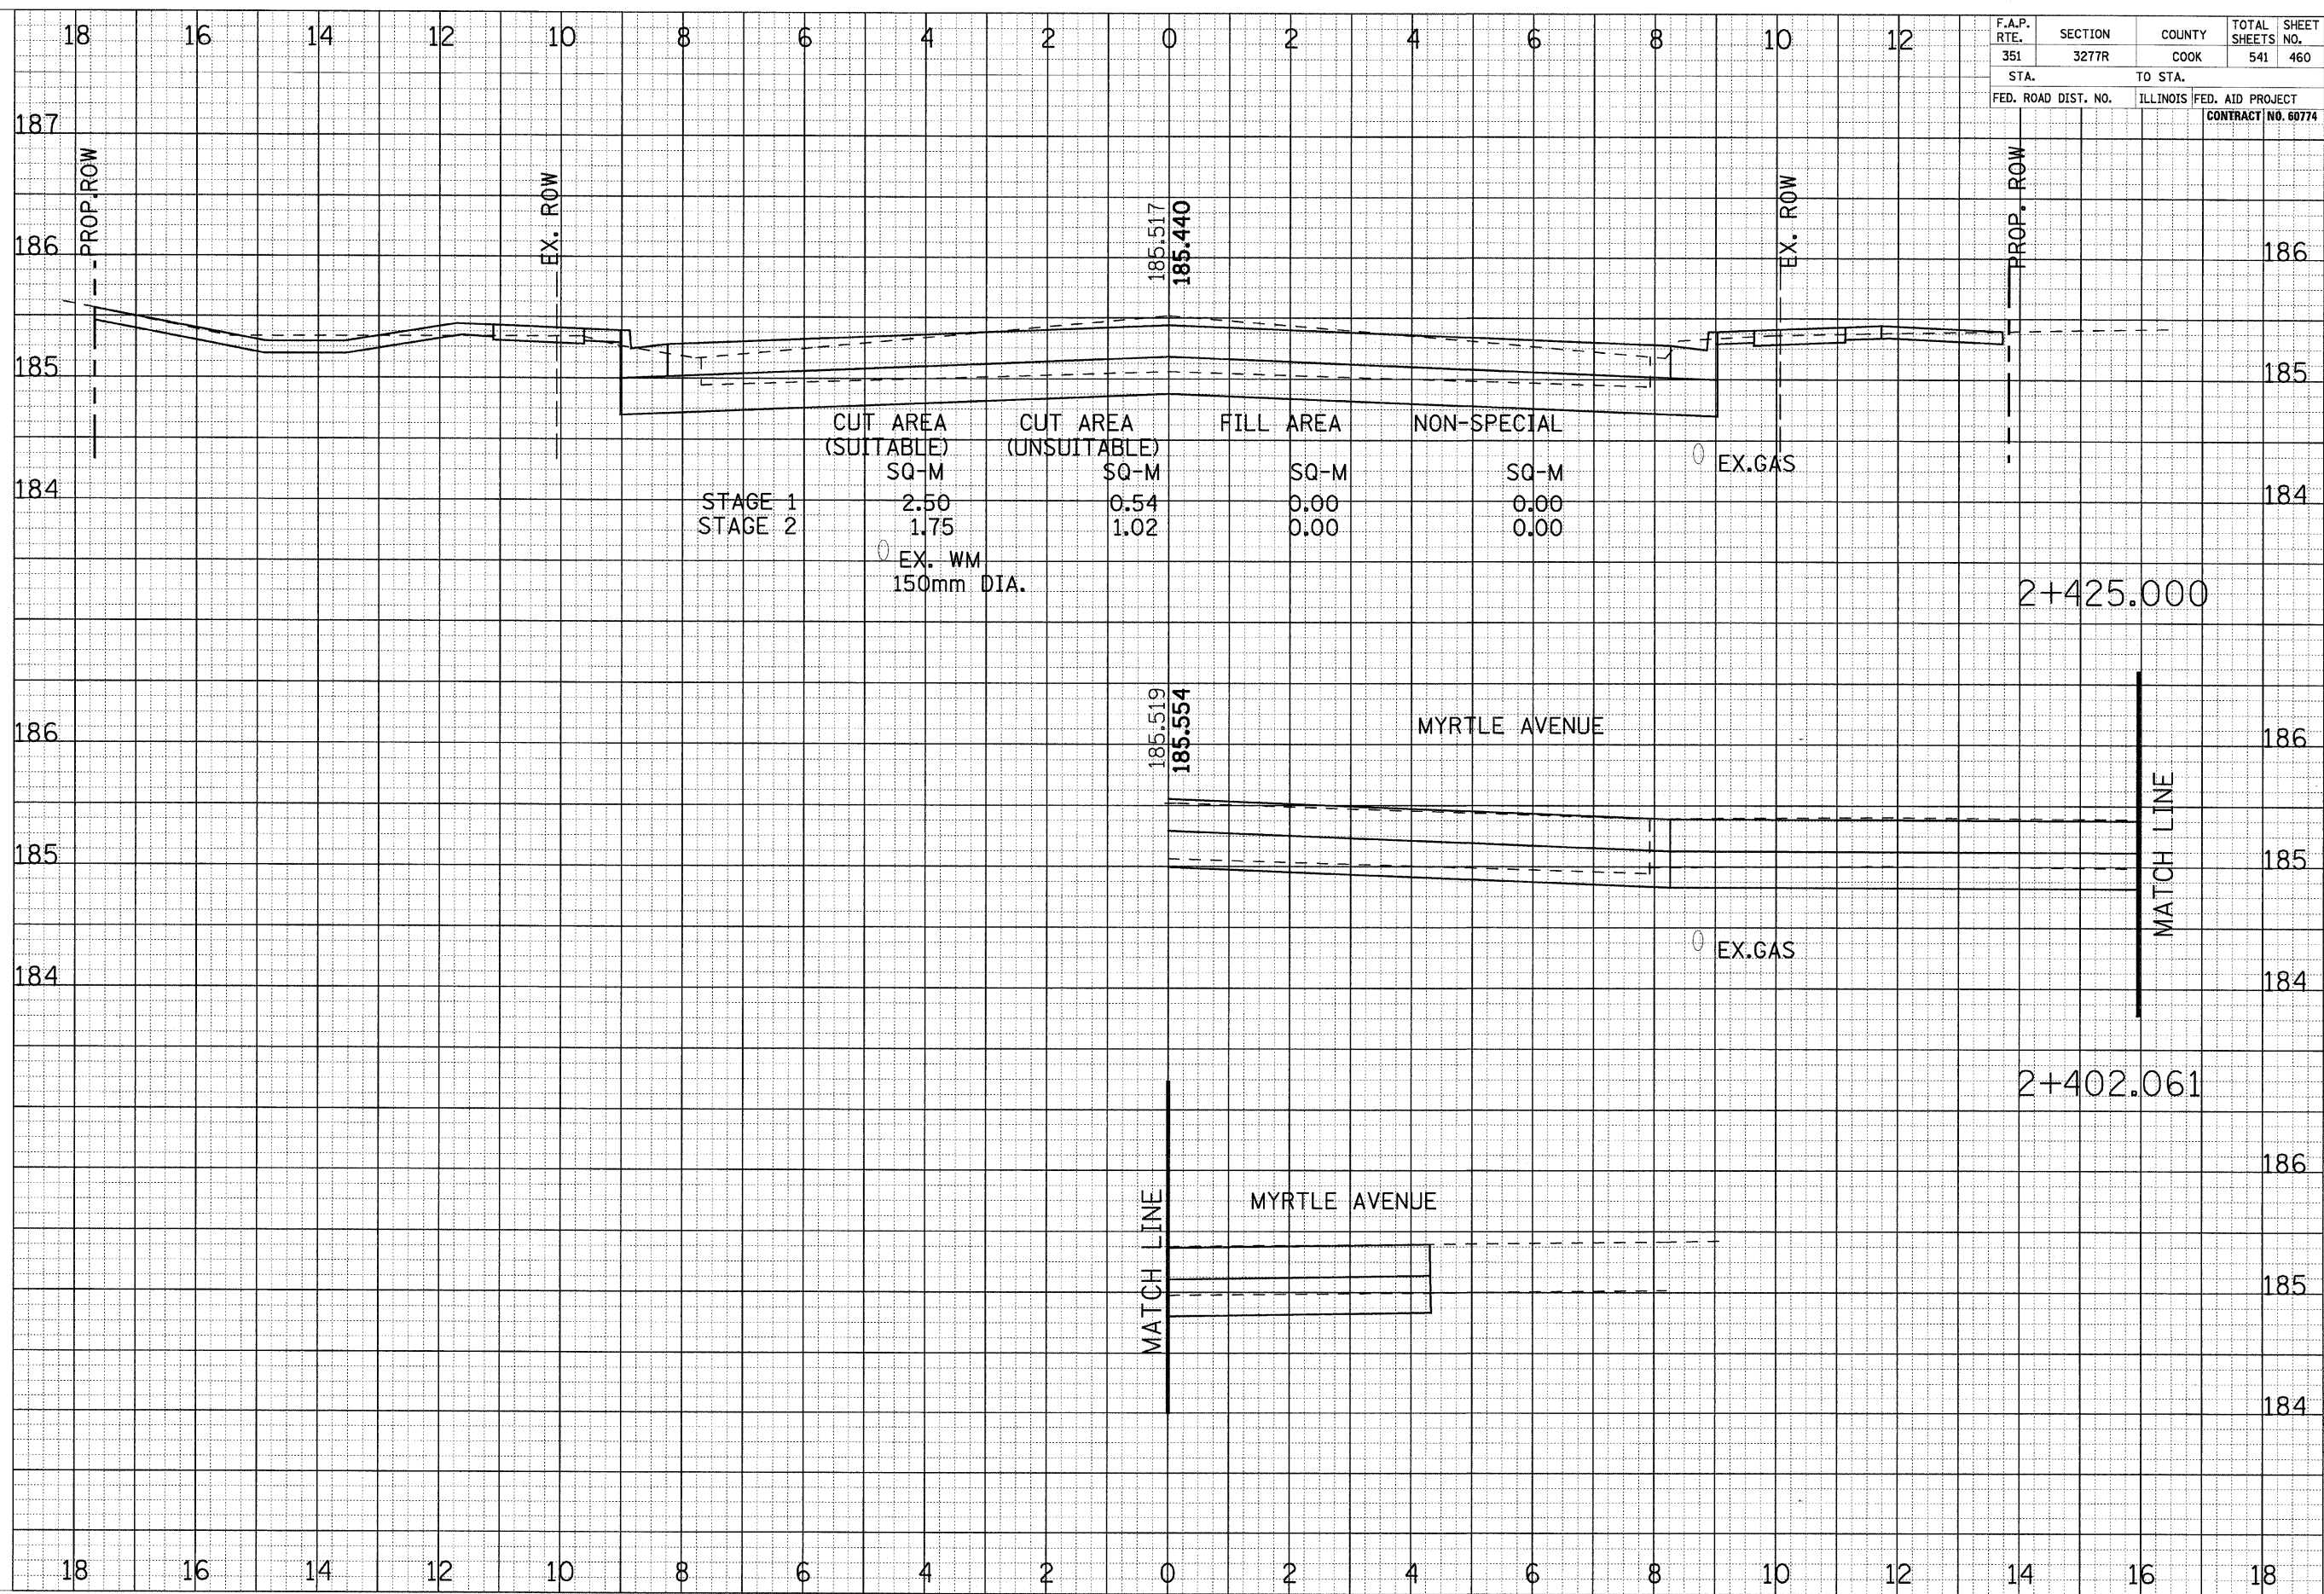 18 16 14 12 10 8 6 4 2 0 2 4 6 8 10 12
F.A.P. RTE. SECTION COUNTY TOTAL SHEETS SHEET NO.
351 3277R COOK 541 460
STA. TO STA.
FED. ROAD DIST. NO. ILLINOIS FED. AID PROJECT
CONTRACT NO. 60774
187
PROP.ROW
EX. ROW
185.517
185.440
EX. ROW
PROP. ROW
186 186
185 185
CUT AREA CUT AREA FILL AREA NON-SPECIAL
(SUITABLE) (UNSUITABLE)
SQ-M SQ-M SQ-M SQ-M
EX.GAS
184 184
STAGE 1 2.50 0.54 0.00 0.00
STAGE 2 1.75 1.02 0.00 0.00
EX. WM
150mm DIA.
2+425.000
185.519
185.554
MYRTLE AVENUE
186 186
MATCH LINE
185 185
EX.GAS
184 184
2+402.061
186
MATCH LINE
MYRTLE AVENUE
185
184
18 16 14 12 10 8 6 4 2 0 2 4 6 8 10 12 14 16 18